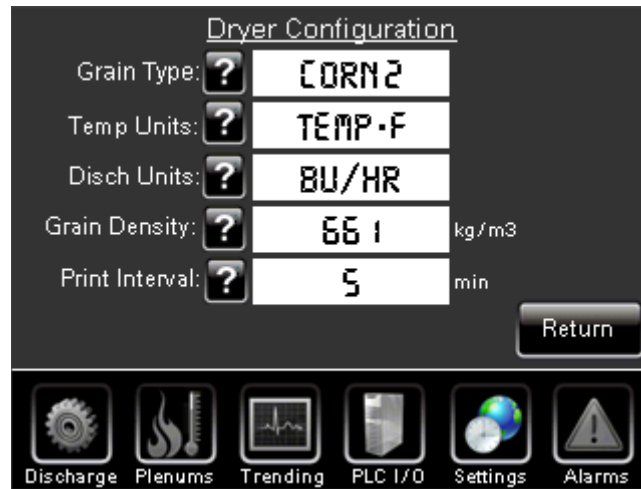 Dryer Configuration
Grain Type: ? CORN2
Temp Units: ? TEMP-F
Disch Units: ? BU/HR
Grain Density: ? 661 kg/m3
Print Interval: ? 5 min
Return
Discharge Plenums Trending PLC I/O Settings Alarms